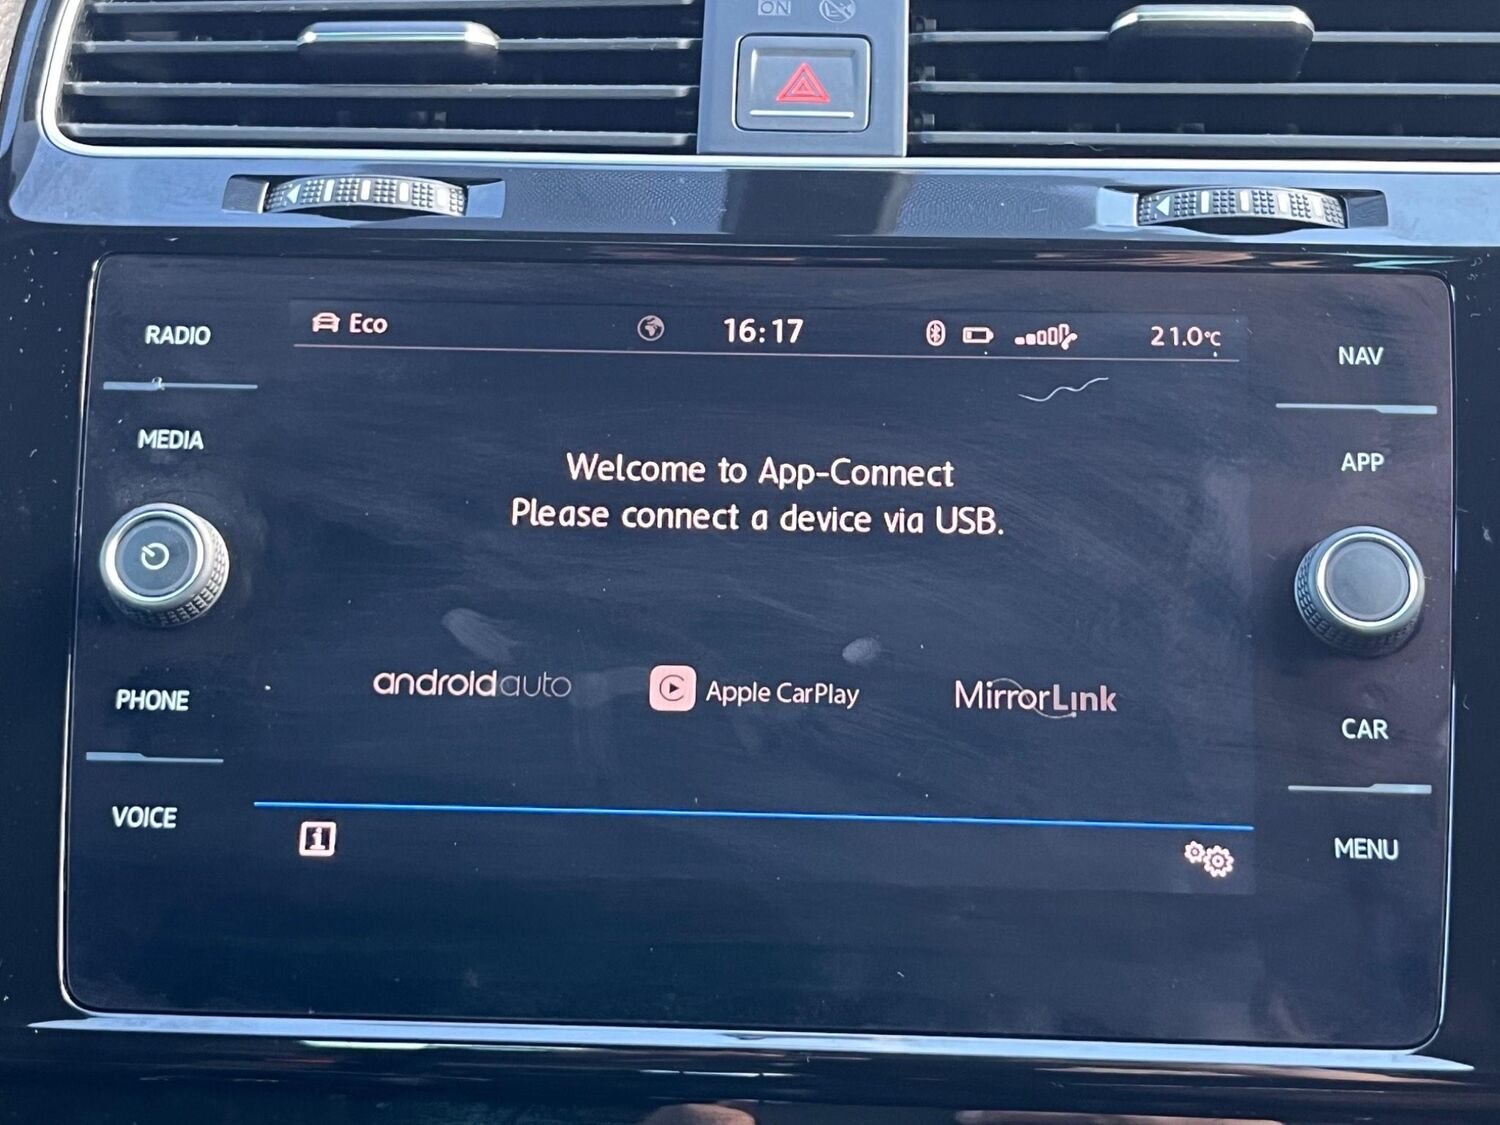 ON
RADIO
MEDIA
PHONE
VOICE
Eco
16:17
21.0°C
Welcome to App-Connect
Please connect a device via USB.
androidauto
Apple CarPlay
MirrorLink
i
NAV
APP
CAR
MENU